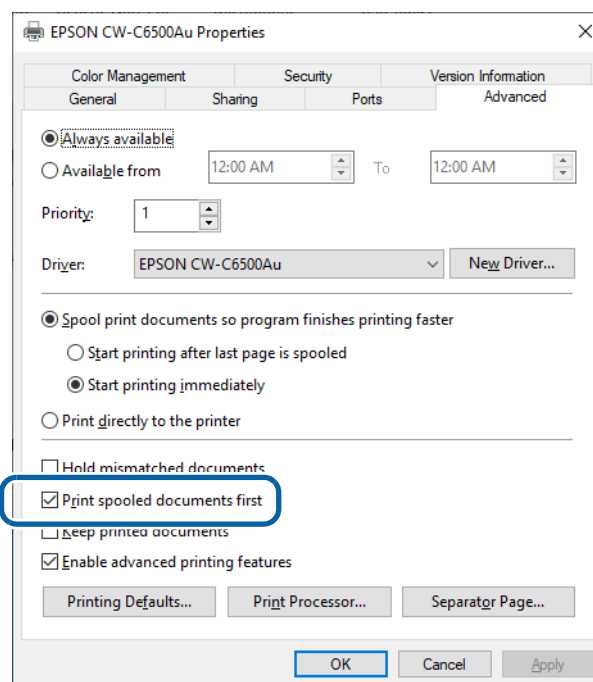 EPSON CW-C6500Au Properties
Color Management Security Version Information
General Sharing Ports Advanced
Always available
Available from 12:00 AM To 12:00 AM
Priority: 1
Driver: EPSON CW-C6500Au New Driver...
Spool print documents so program finishes printing faster
Start printing after last page is spooled
Start printing immediately
Print directly to the printer
Hold mismatched documents
Print spooled documents first
Keep printed documents
Enable advanced printing features
Printing Defaults... Print Processor... Separator Page...
OK Cancel Apply